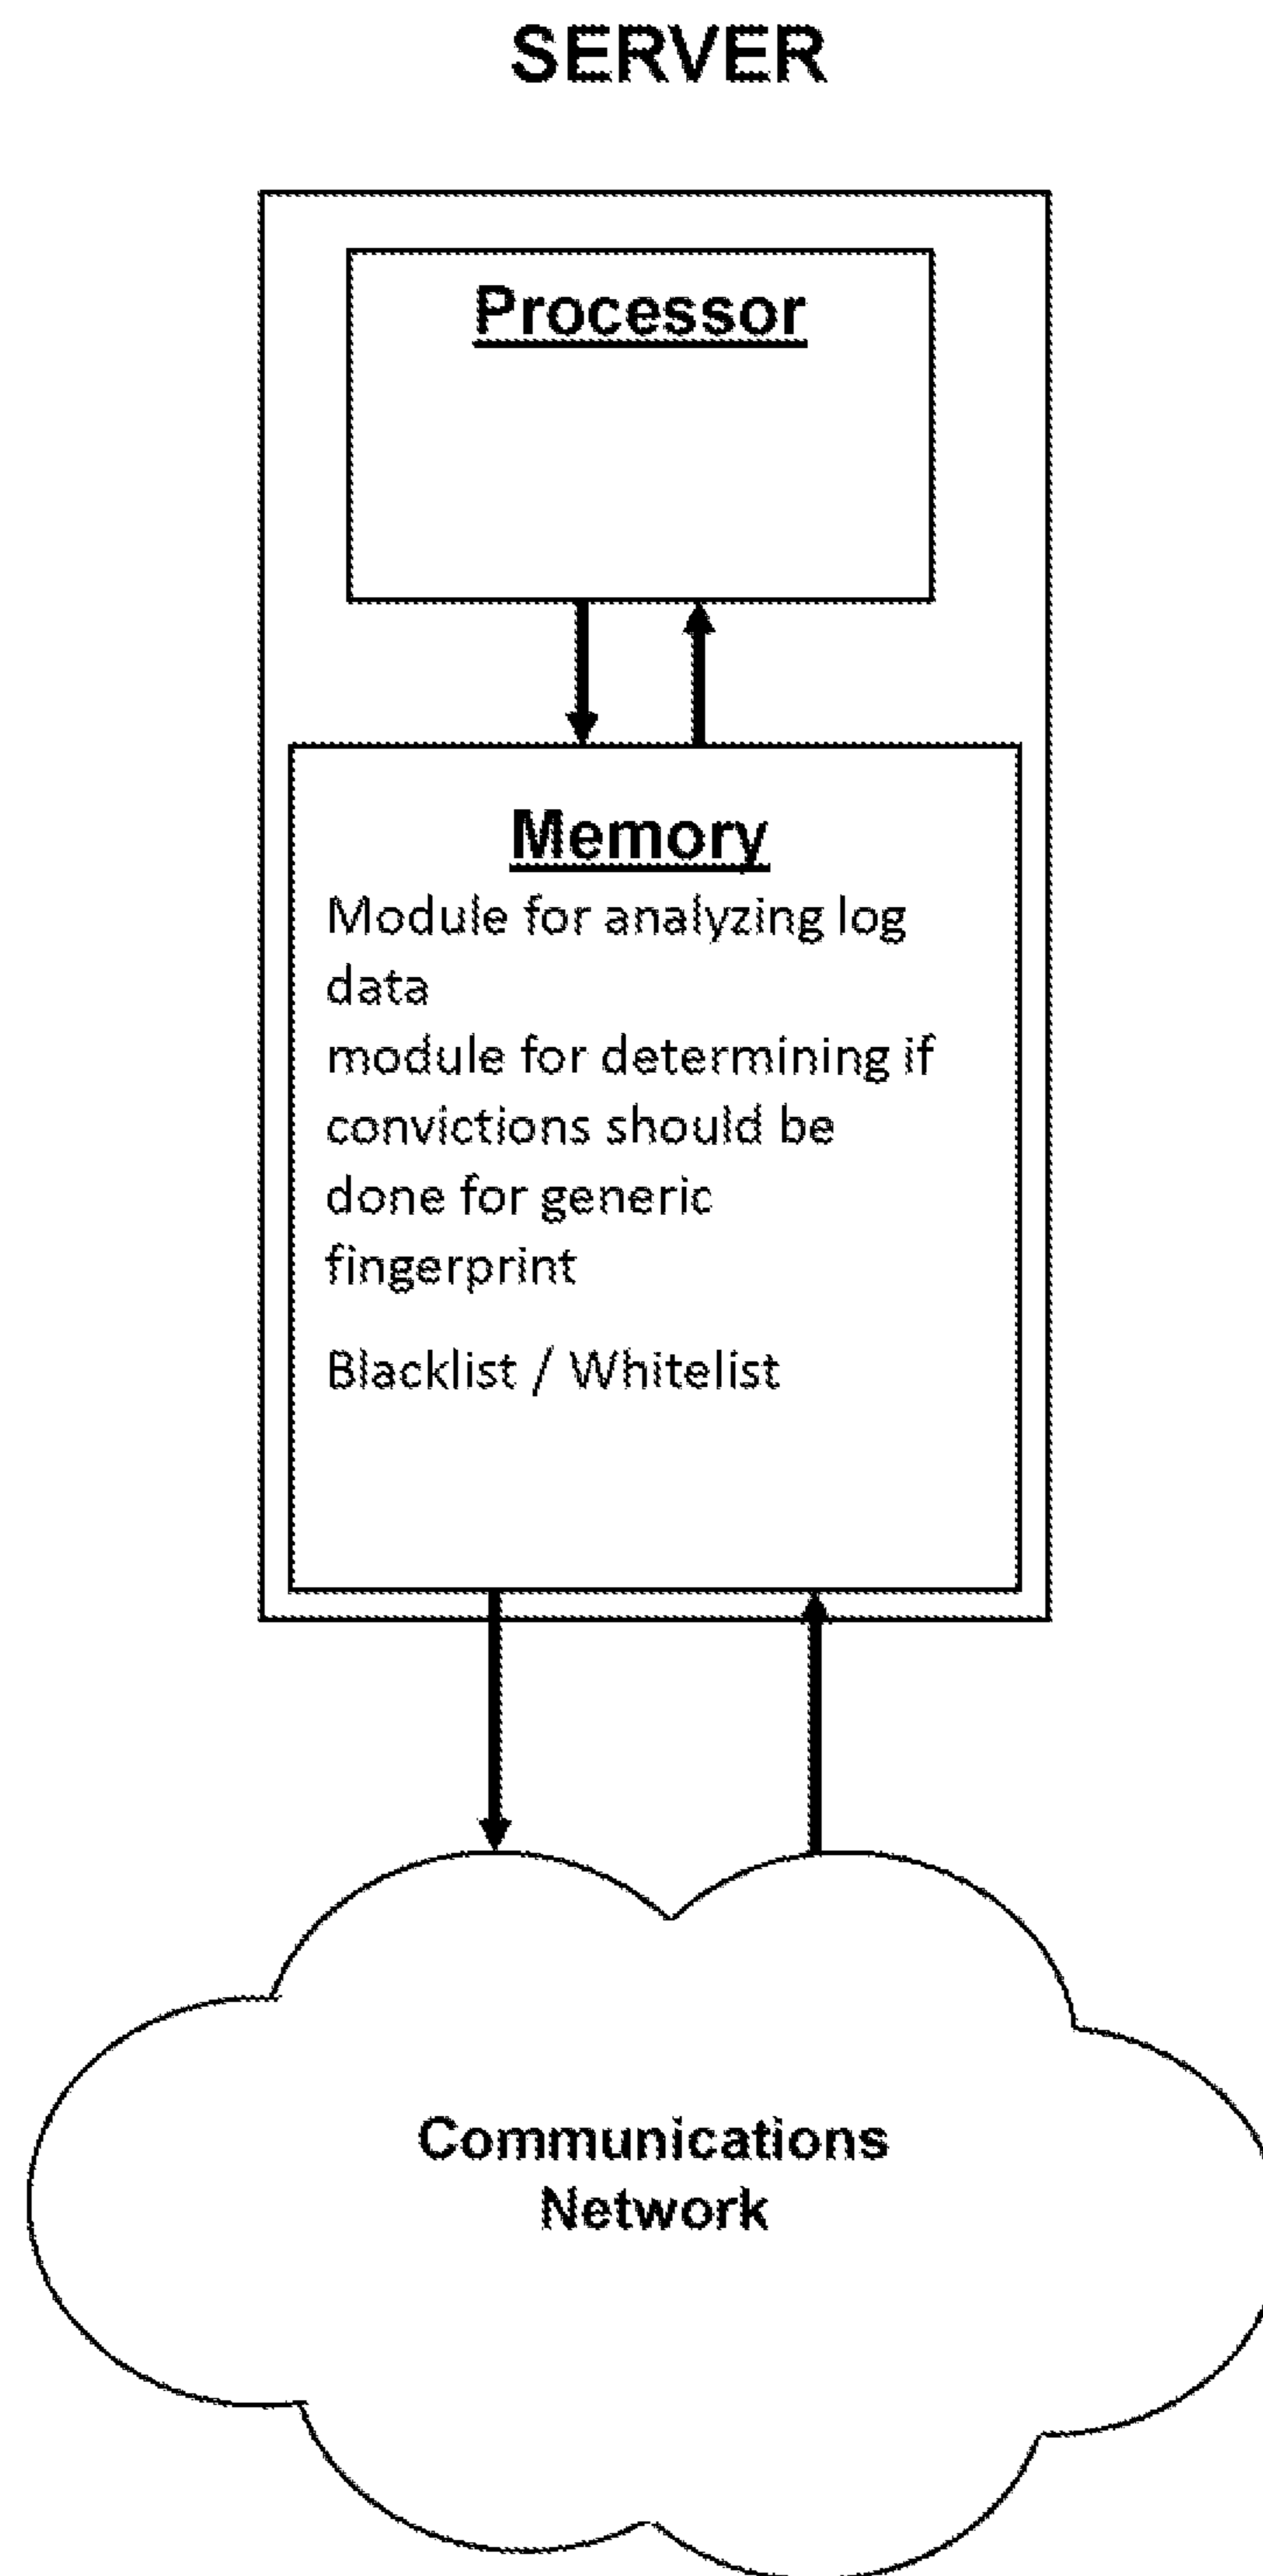 SERVER
Processor
Memory
Module for analyzing log
data
module for determining if
convictions should be
done for generic
fingerprint
Blacklist / Whitelist
Communications
Network